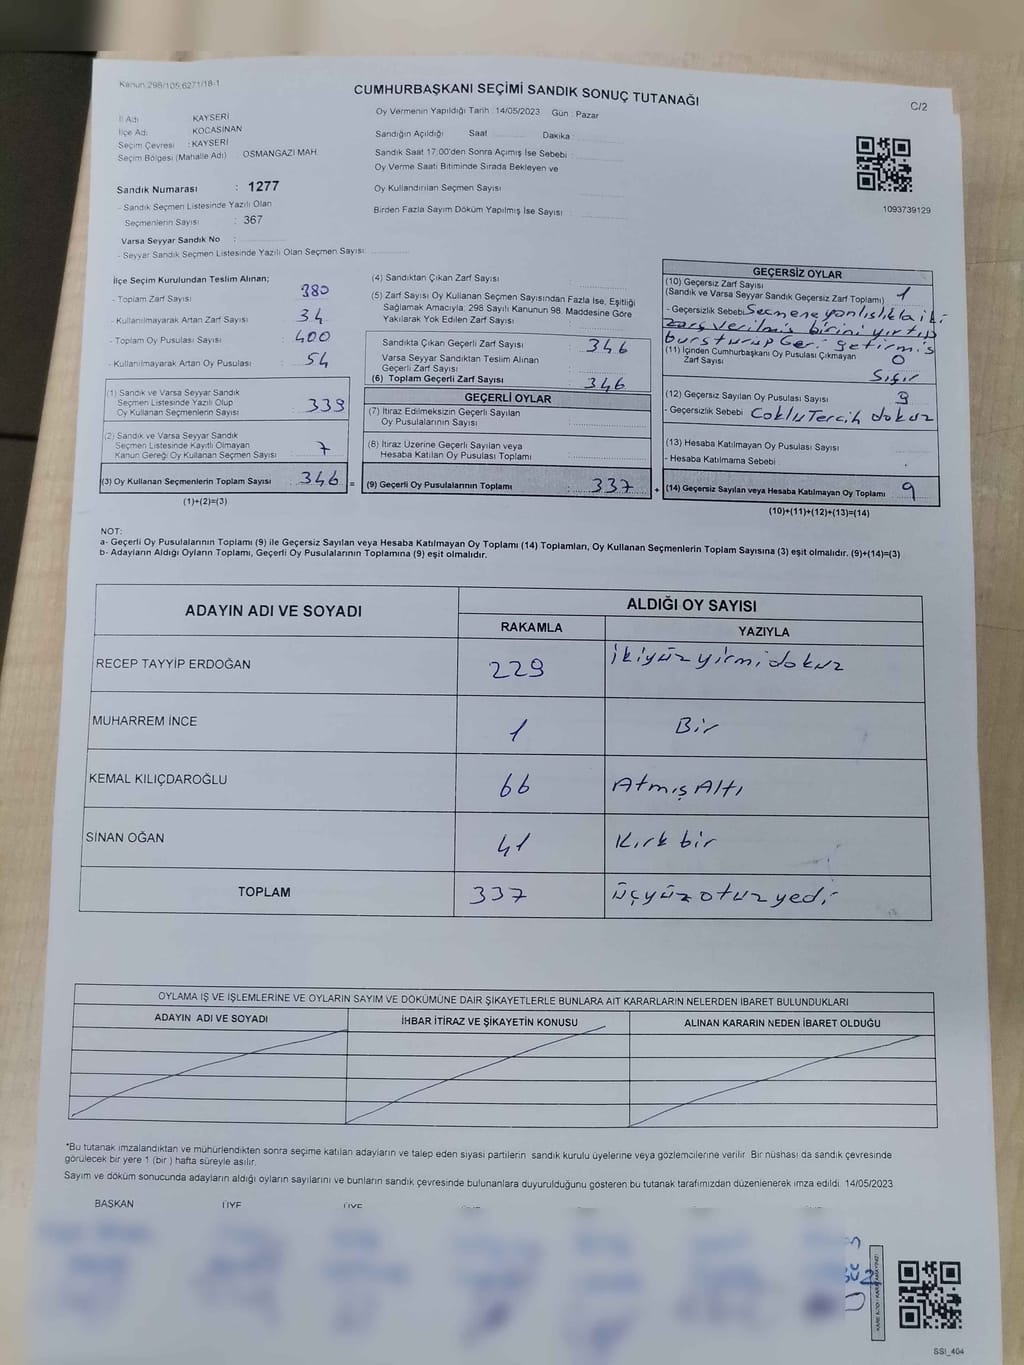 Kanun 298/105;6271/18-1
CUMHURBAŞKANI SEÇİMİ SANDIK SONUÇ TUTANAĞI
C/2
İl Adı KAYSERİ
İlçe Adı KOCASİNAN
Seçim Çevresi : KAYSERİ
Seçim Bölgesi (Mahalle Adı) OSMANGAZİ MAH.
Oy Vermenin Yapıldığı Tarih : 14/05/2023 Gün : Pazar
Sandığın Açıldığı Saat Dakika :
Sandık Saat 17:00'den Sonra Açımış İse Sebebi
Oy Verme Saati Bitiminde Sırada Bekleyen ve
Oy Kullandırılan Seçmen Sayısı
Birden Fazla Sayım Döküm Yapılmış İse Sayısı
1093739129
Sandık Numarası : 1277
- Sandık Seçmen Listesinde Yazılı Olan
Seçmenlerin Sayısı : 367
Varsa Seyyar Sandık No :
- Seyyar Sandık Seçmen Listesinde Yazılı Olan Seçmen Sayısı:
İlçe Seçim Kurulundan Teslim Alınan;
- Toplam Zarf Sayısı : 380
- Kullanılmayarak Artan Zarf Sayısı : 34
- Toplam Oy Pusulası Sayısı : 400
- Kullanılmayarak Artan Oy Pusulası : 54
(1) Sandık ve Varsa Seyyar Sandık
Seçmen Listesinde Yazılı Olup
Oy Kullanan Seçmenlerin Sayısı : 339
(2) Sandık ve Varsa Seyyar Sandık
Seçmen Listesinde Kayıtlı Olmayan
Kanun Gereği Oy Kullanan Seçmen Sayısı : 7
(3) Oy Kullanan Seçmenlerin Toplam Sayısı : 346 =
(1)+(2)=(3)
(4) Sandıktan Çıkan Zarf Sayısı
(5) Zarf Sayısı Oy Kullanan Seçmen Sayısından Fazla İse, Eşitliği
Sağlamak Amacıyla, 298 Sayılı Kanunun 98. Maddesine Göre
Yakılarak Yok Edilen Zarf Sayısı
Sandıkta Çıkan Geçerli Zarf Sayısı : 346
Varsa Seyyar Sandıktan Teslim Alınan
Geçerli Zarf Sayısı
(6) Toplam Geçerli Zarf Sayısı : 346
GEÇERLİ OYLAR
(7) İtiraz Edilmeksizin Geçerli Sayılan
Oy Pusulalarının Sayısı
(8) İtiraz Üzerine Geçerli Sayılan veya
Hesaba Katılan Oy Pusulası Toplamı
(9) Geçerli Oy Pusulalarının Toplamı : 337 +
GEÇERSİZ OYLAR
(10) Geçersiz Zarf Sayısı
(Sandık ve Varsa Seyyar Sandık Geçersiz Zarf Toplamı) 1
- Geçersizlik Sebebi Seçmene yanlışlıkla iki
zarf verilmiş birini yırtıp
bursturup Geri getirmiş
(11) İçinden Cumhurbaşkanı Oy Pusulası Çıkmayan
Zarf Sayısı 0
Sıfır
(12) Geçersiz Sayılan Oy Pusulası Sayısı 9
- Geçersizlik Sebebi Coklu Tercih dokuz
(13) Hesaba Katılmayan Oy Pusulası Sayısı
- Hesaba Katılmama Sebebi
(14) Geçersiz Sayılan veya Hesaba Katılmayan Oy Toplamı 9
(10)+(11)+(12)+(13)=(14)
NOT:
a- Geçerli Oy Pusulalarının Toplamı (9) ile Geçersiz Sayılan veya Hesaba Katılmayan Oy Toplamı (14) Toplamları, Oy Kullanan Seçmenlerin Toplam Sayısına (3) eşit olmalıdır. (9)+(14)=(3)
b- Adayların Aldığı Oyların Toplamı, Geçerli Oy Pusulalarının Toplamına (9) eşit olmalıdır.
ADAYIN ADI VE SOYADI
ALDIĞI OY SAYISI
RAKAMLA YAZIYLA
RECEP TAYYİP ERDOĞAN 229 ikiyüzyirmidokuz
MUHARREM İNCE 1 Bir
KEMAL KILIÇDAROĞLU 66 Atmış Altı
SİNAN OĞAN 41 Kırk bir
TOPLAM 337 üçyüzotuzyedi
OYLAMA İŞ VE İŞLEMLERİNE VE OYLARIN SAYIM VE DÖKÜMÜNE DAİR ŞİKAYETLERLE BUNLARA AİT KARARLARIN NELERDEN İBARET BULUNDUKLARI
ADAYIN ADI VE SOYADI İHBAR İTİRAZ VE ŞİKAYETİN KONUSU ALINAN KARARIN NEDEN İBARET OLDUĞU
*Bu tutanak imzalandıktan ve mühürlendikten sonra seçime katılan adayların ve talep eden siyasi partilerin sandık kurulu üyelerine veya gözlemcilerine verilir. Bir nüshası da sandık çevresinde
görülecek bir yere 1 (bir) hafta süreyle asılır.
Sayım ve döküm sonucunda adayların aldığı oyların sayılarını ve bunların sandık çevresinde bulunanlara duyurulduğunu gösteren bu tutanak tarafımızdan düzenlenerek imza edildi. 14/05/2023
BAŞKAN ÜYE ÜYE
SSI_404